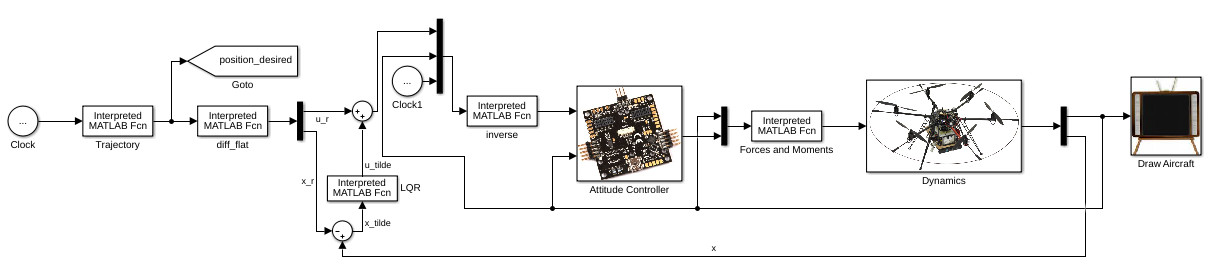 position_desired
Goto
...
Clock
Interpreted
MATLAB Fcn
Trajectory
Interpreted
MATLAB Fcn
diff_flat
u_r
x_r
u_tilde
Interpreted
MATLAB Fcn
LQR
x_tilde
...
Clock1
Interpreted
MATLAB Fcn
inverse
Attitude Controller
Interpreted
MATLAB Fcn
Forces and Moments
Dynamics
Draw Aircraft
x